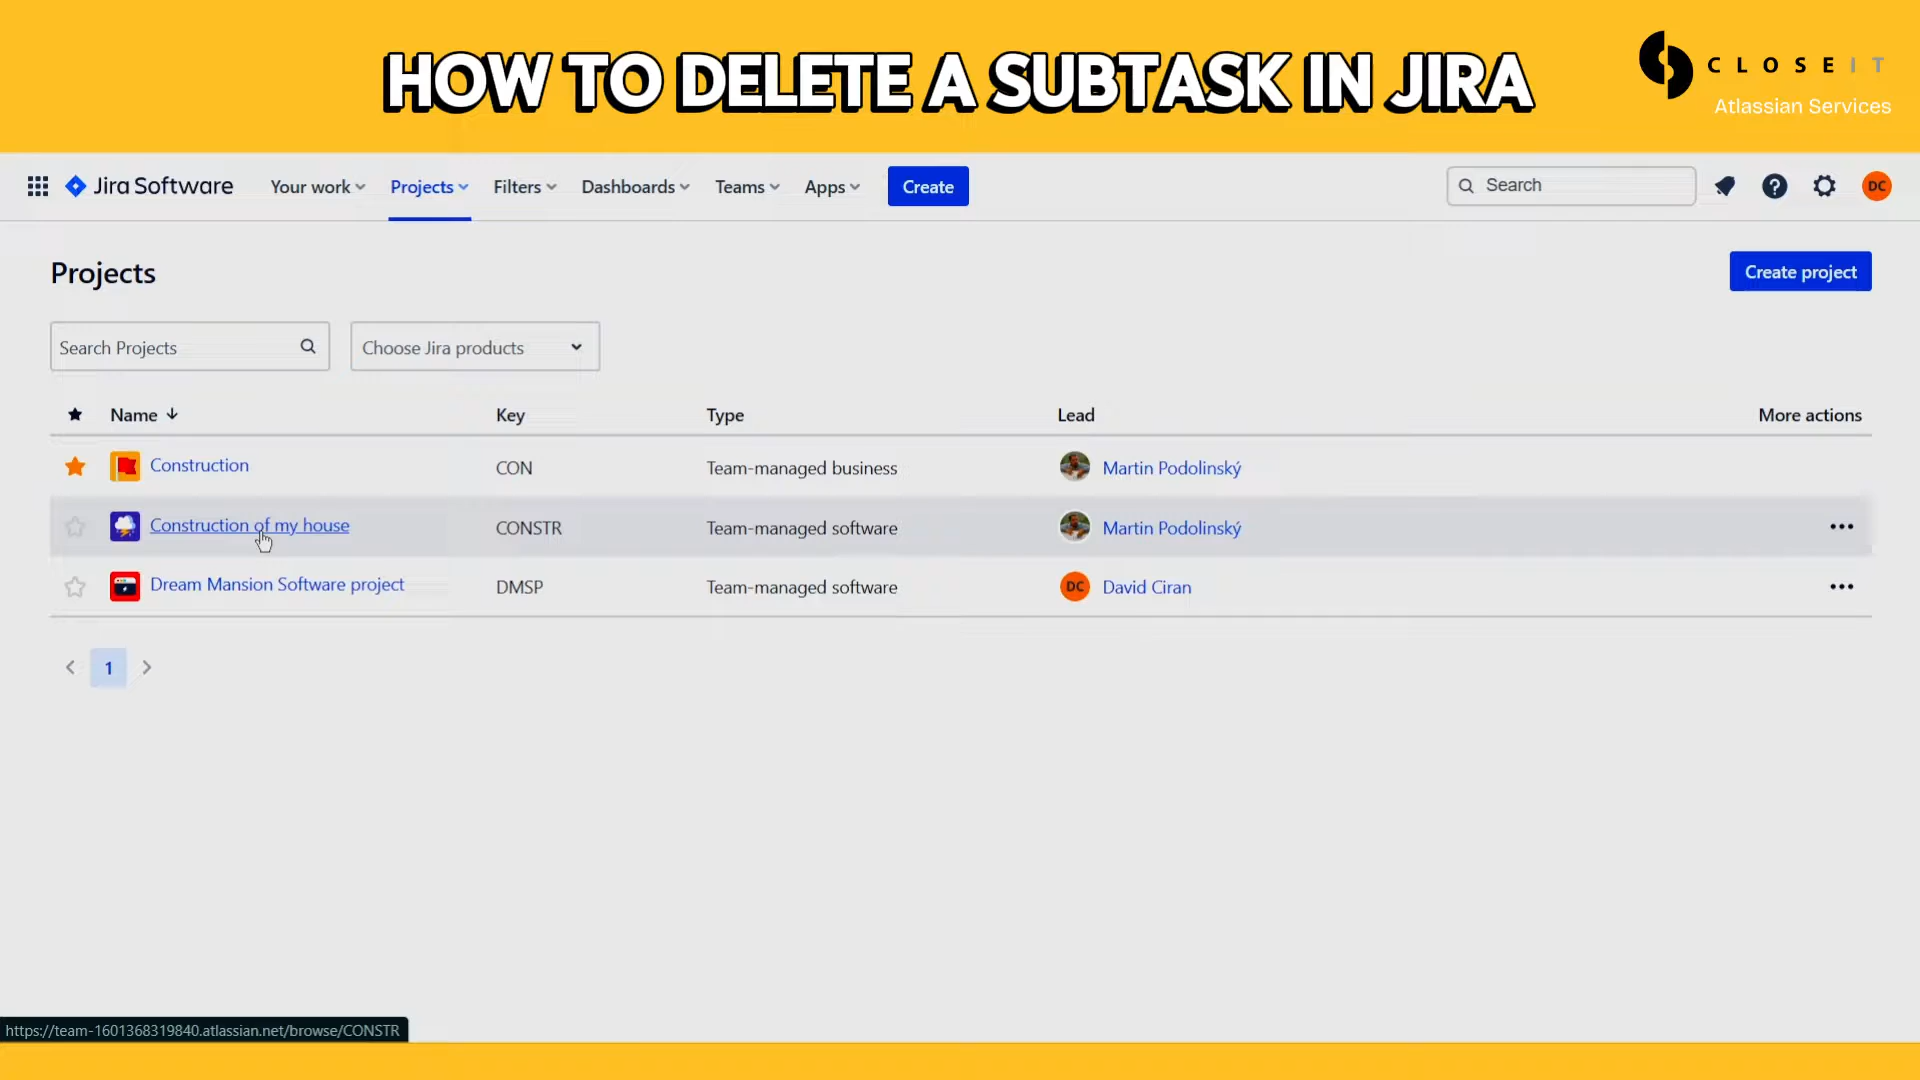 HOW TO DELETE A SUBTASK IN JIRA
CLOSEIT
Atlassian Services
Jira Software Your work Projects Filters Dashboards Teams Apps Create Search DC
Projects
Create project
Search Projects Choose Jira products
Name Key Type Lead More actions
Construction CON Team-managed business Martin Podolinský
Construction of my house CONSTR Team-managed software Martin Podolinský
Dream Mansion Software project DMSP Team-managed software DC David Ciran
1
https://team-1601368319840.atlassian.net/browse/CONSTR